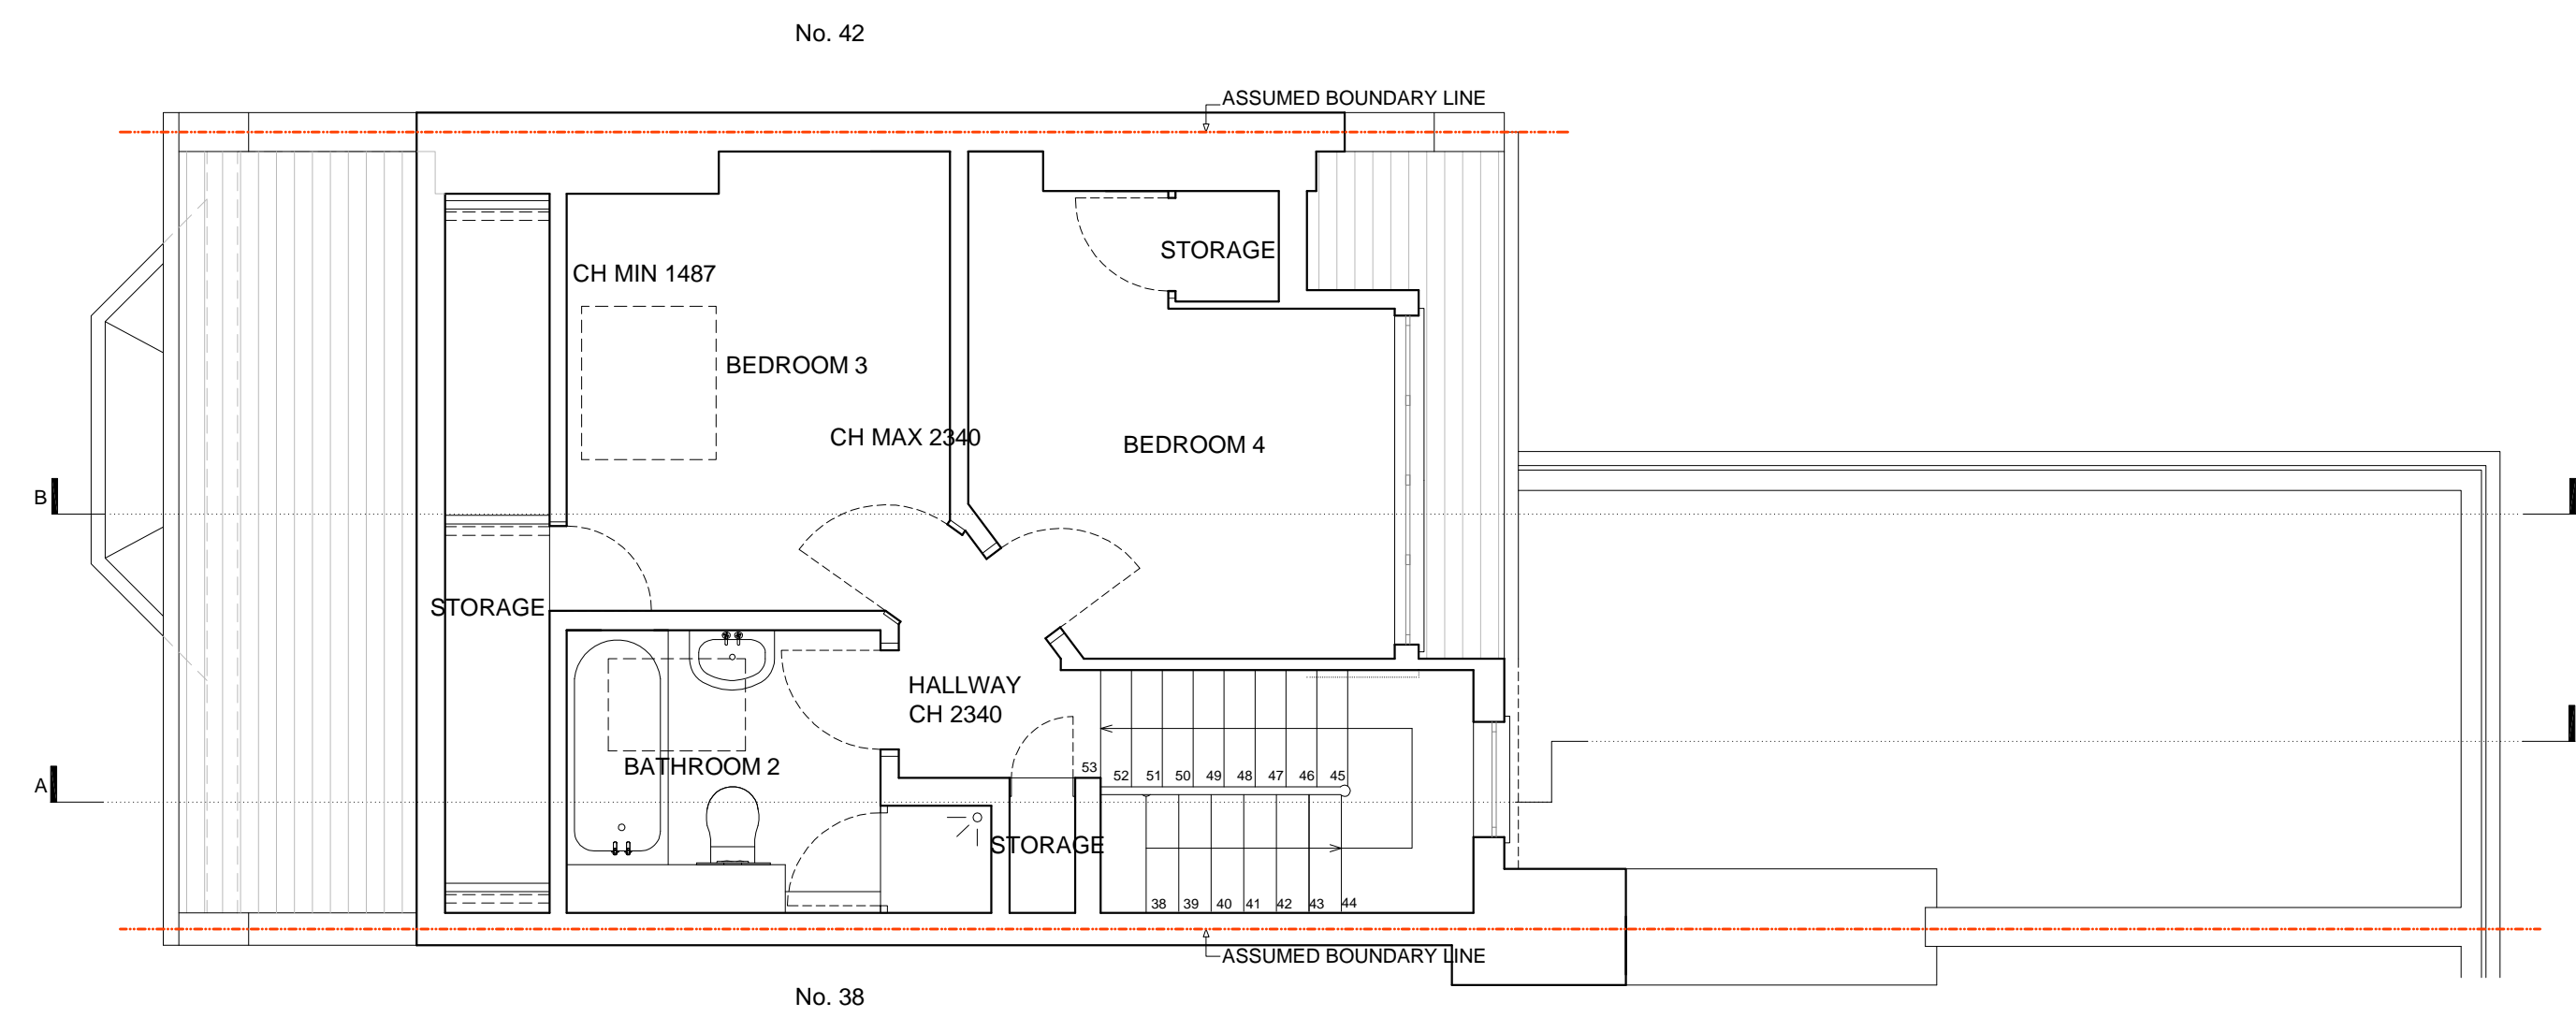 No. 42
ASSUMED BOUNDARY LINE
STORAGE
CH MIN 1487
BEDROOM 3
CH MAX 2340
BEDROOM 4
B
STORAGE
HALLWAY
CH 2340
BATHROOM 2
A
53
52 51 50 49 48 47 46 45
STORAGE
38 39 40 41 42 43 44
ASSUMED BOUNDARY LINE
No. 38